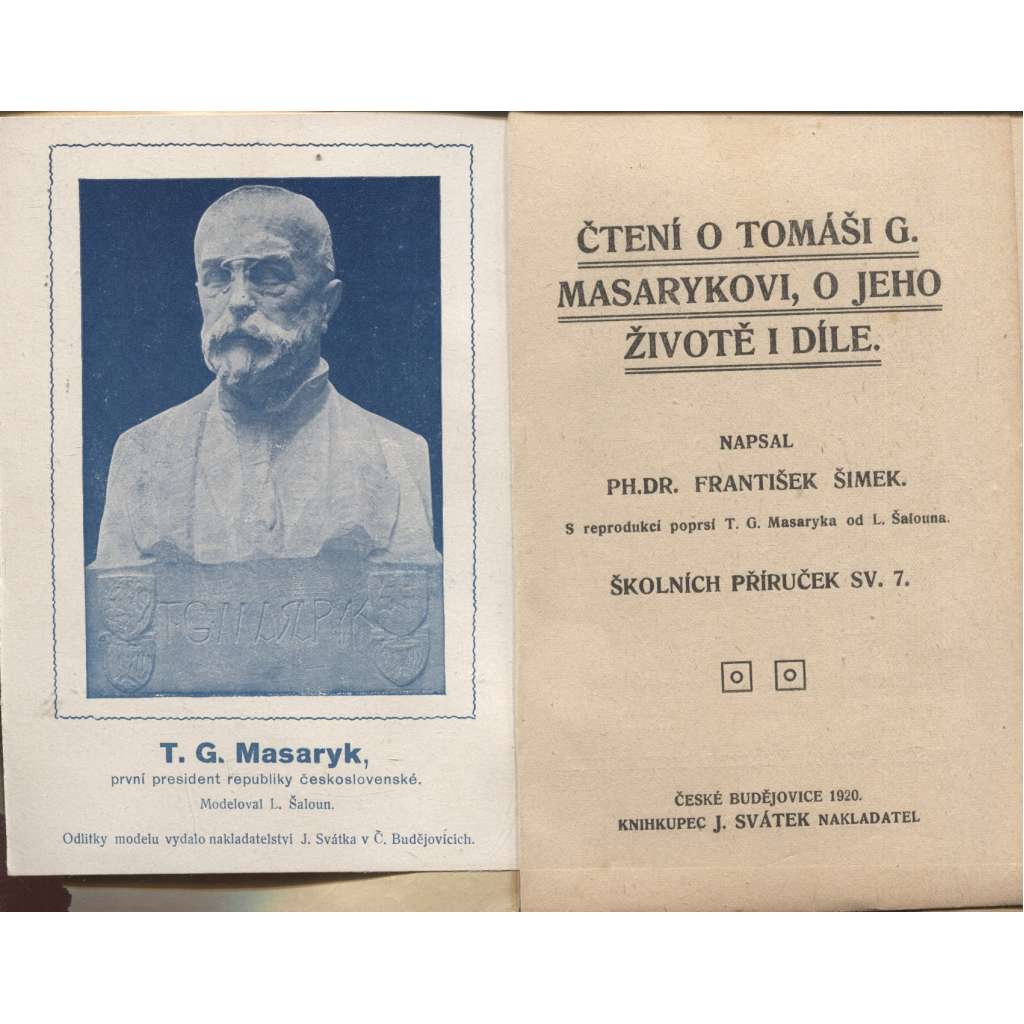 T G MASARYK
T. G. Masaryk,
první president republiky československé.
Modeloval L. Šaloun.
Odlitky modelu vydalo nakladatelství J. Svátka v Č. Budějovicích.
ČTENÍ O TOMÁŠI G.
MASARYKOVI, O JEHO
ŽIVOTĚ I DÍLE.
NAPSAL
PH.DR. FRANTIŠEK ŠIMEK.
S reprodukcí poprsí T. G. Masaryka od L. Šalouna.
ŠKOLNÍCH PŘÍRUČEK SV. 7.
ČESKÉ BUDĚJOVICE 1920.
KNIHKUPEC J. SVÁTEK NAKLADATEL